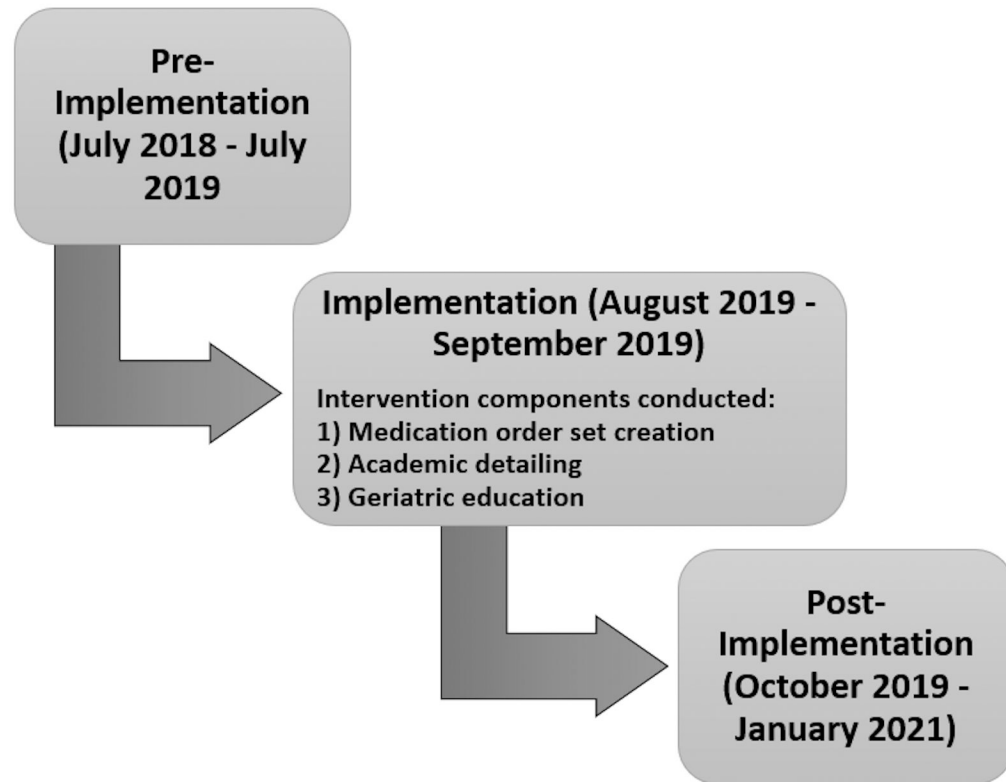 Pre-
Implementation
(July 2018 - July
2019
Implementation (August 2019 -
September 2019)
Intervention components conducted:
1) Medication order set creation
2) Academic detailing
3) Geriatric education
Post-
Implementation
(October 2019 -
January 2021)